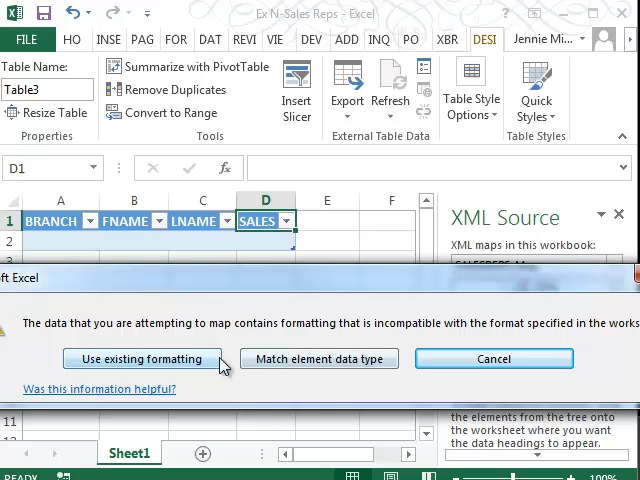 Ex N-Sales Reps - Excel
FILE HO INSE PAG FOR DAT REVI VIE DEV ADD INQ PO XBR DESI Jennie Mi...
Table Name:
Table3
Resize Table
Properties
Summarize with PivotTable
Remove Duplicates
Convert to Range
Tools
Insert
Slicer
Export
Refresh
External Table Data
Table Style
Options
Quick
Styles
Table Styles
D1
fx
A B C D E F
1 BRANCH FNAME LNAME SALES
2
XML Source
XML maps in this workbook:
oft Excel
The data that you are attempting to map contains formatting that is incompatible with the format specified in the works
Use existing formatting
Match element data type
Cancel
Was this information helpful?
11
the elements from the tree onto
the worksheet where you want
the data headings to appear.
Sheet1
READY
100%